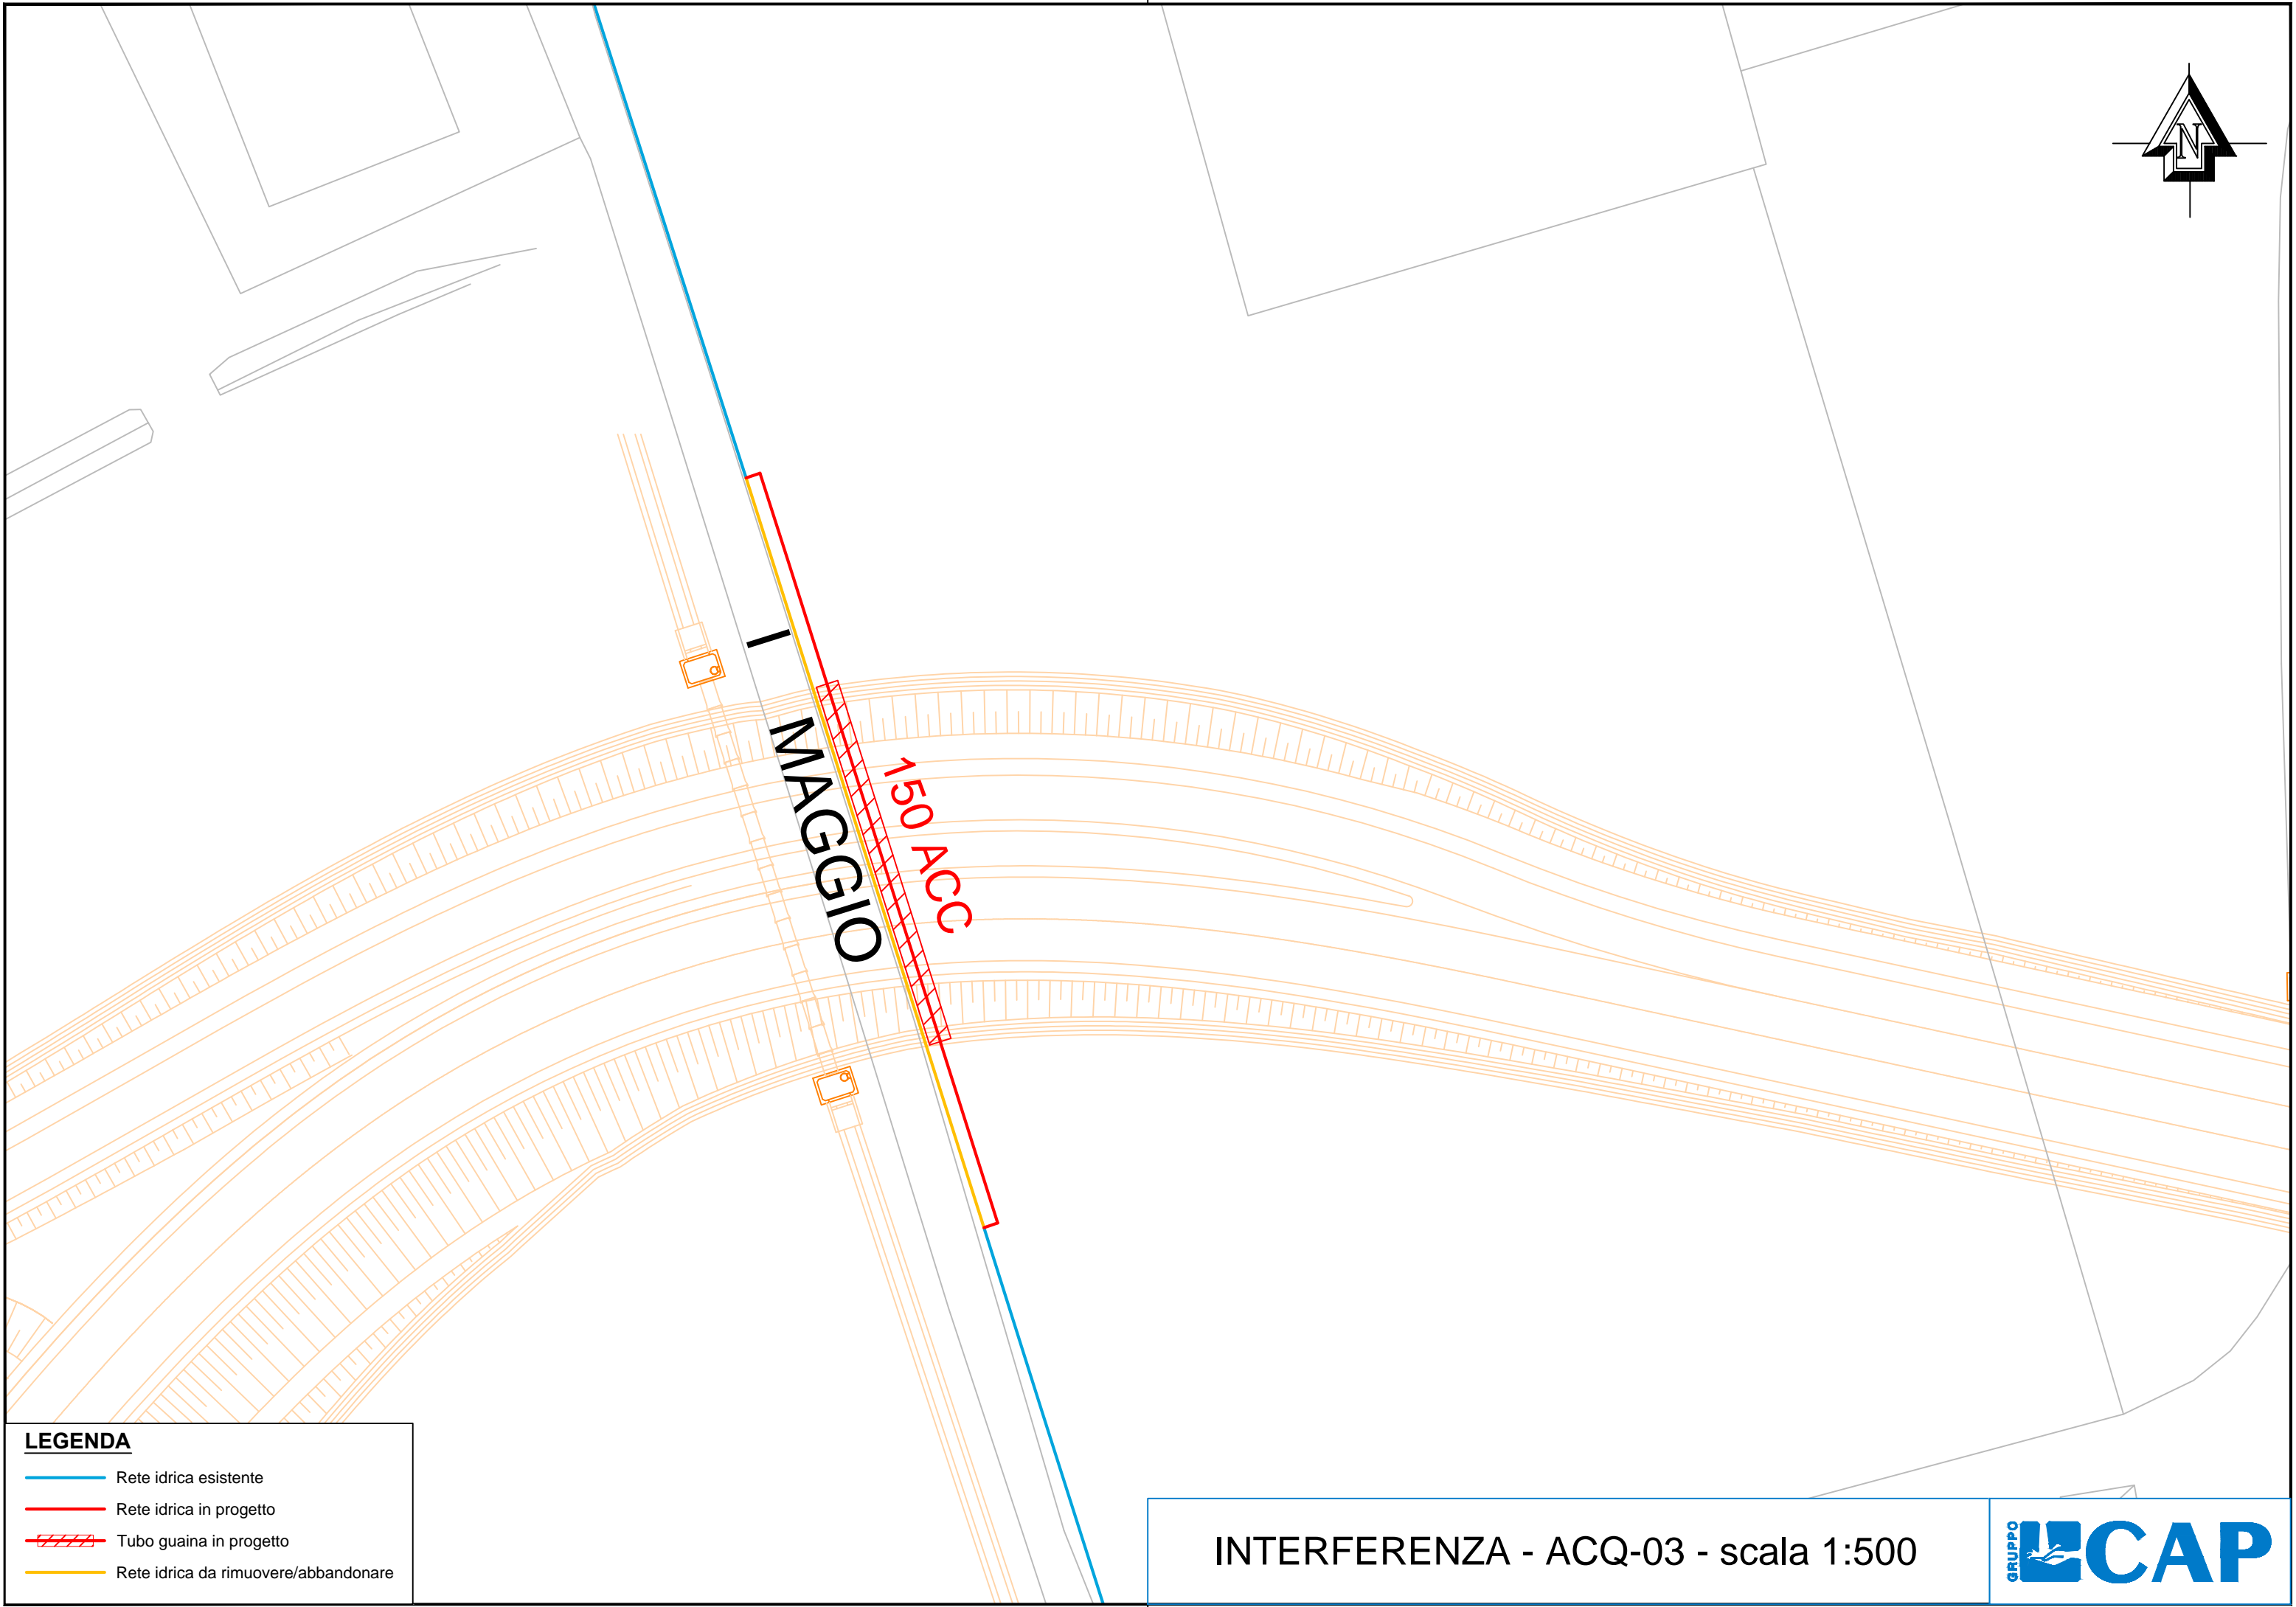 N
I MAGGIO
150 ACC
LEGENDA
Rete idrica esistente
Rete idrica in progetto
Tubo guaina in progetto
Rete idrica da rimuovere/abbandonare
INTERFERENZA - ACQ-03 - scala 1:500
GRUPPO
CAP